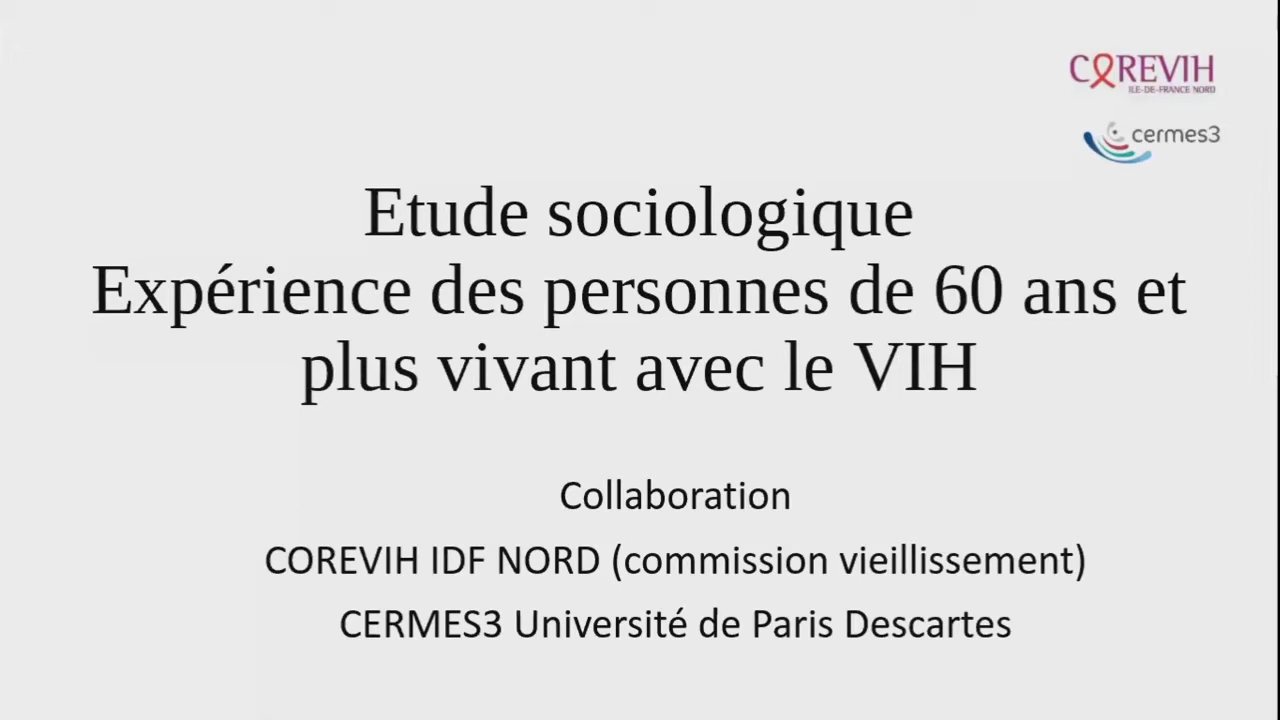 COREVIH
ILE-DE-FRANCE NORD
cermes3
Etude sociologique
Expérience des personnes de 60 ans et
plus vivant avec le VIH
Collaboration
COREVIH IDF NORD (commission vieillissement)
CERMES3 Université de Paris Descartes